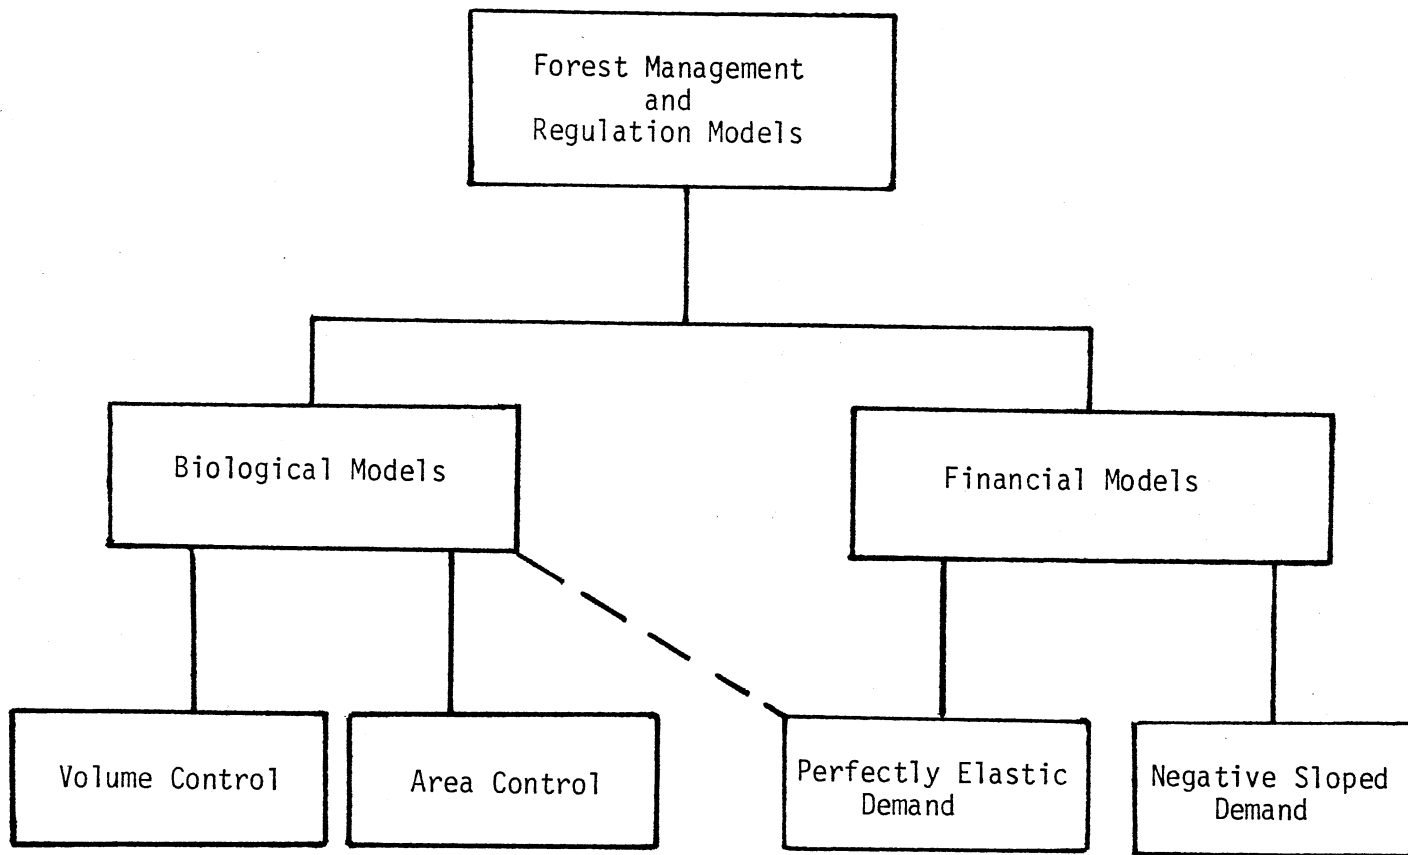 Forest Management
and
Regulation Models
Biological Models
Financial Models
Volume Control
Area Control
Perfectly Elastic
Demand
Negative Sloped
Demand